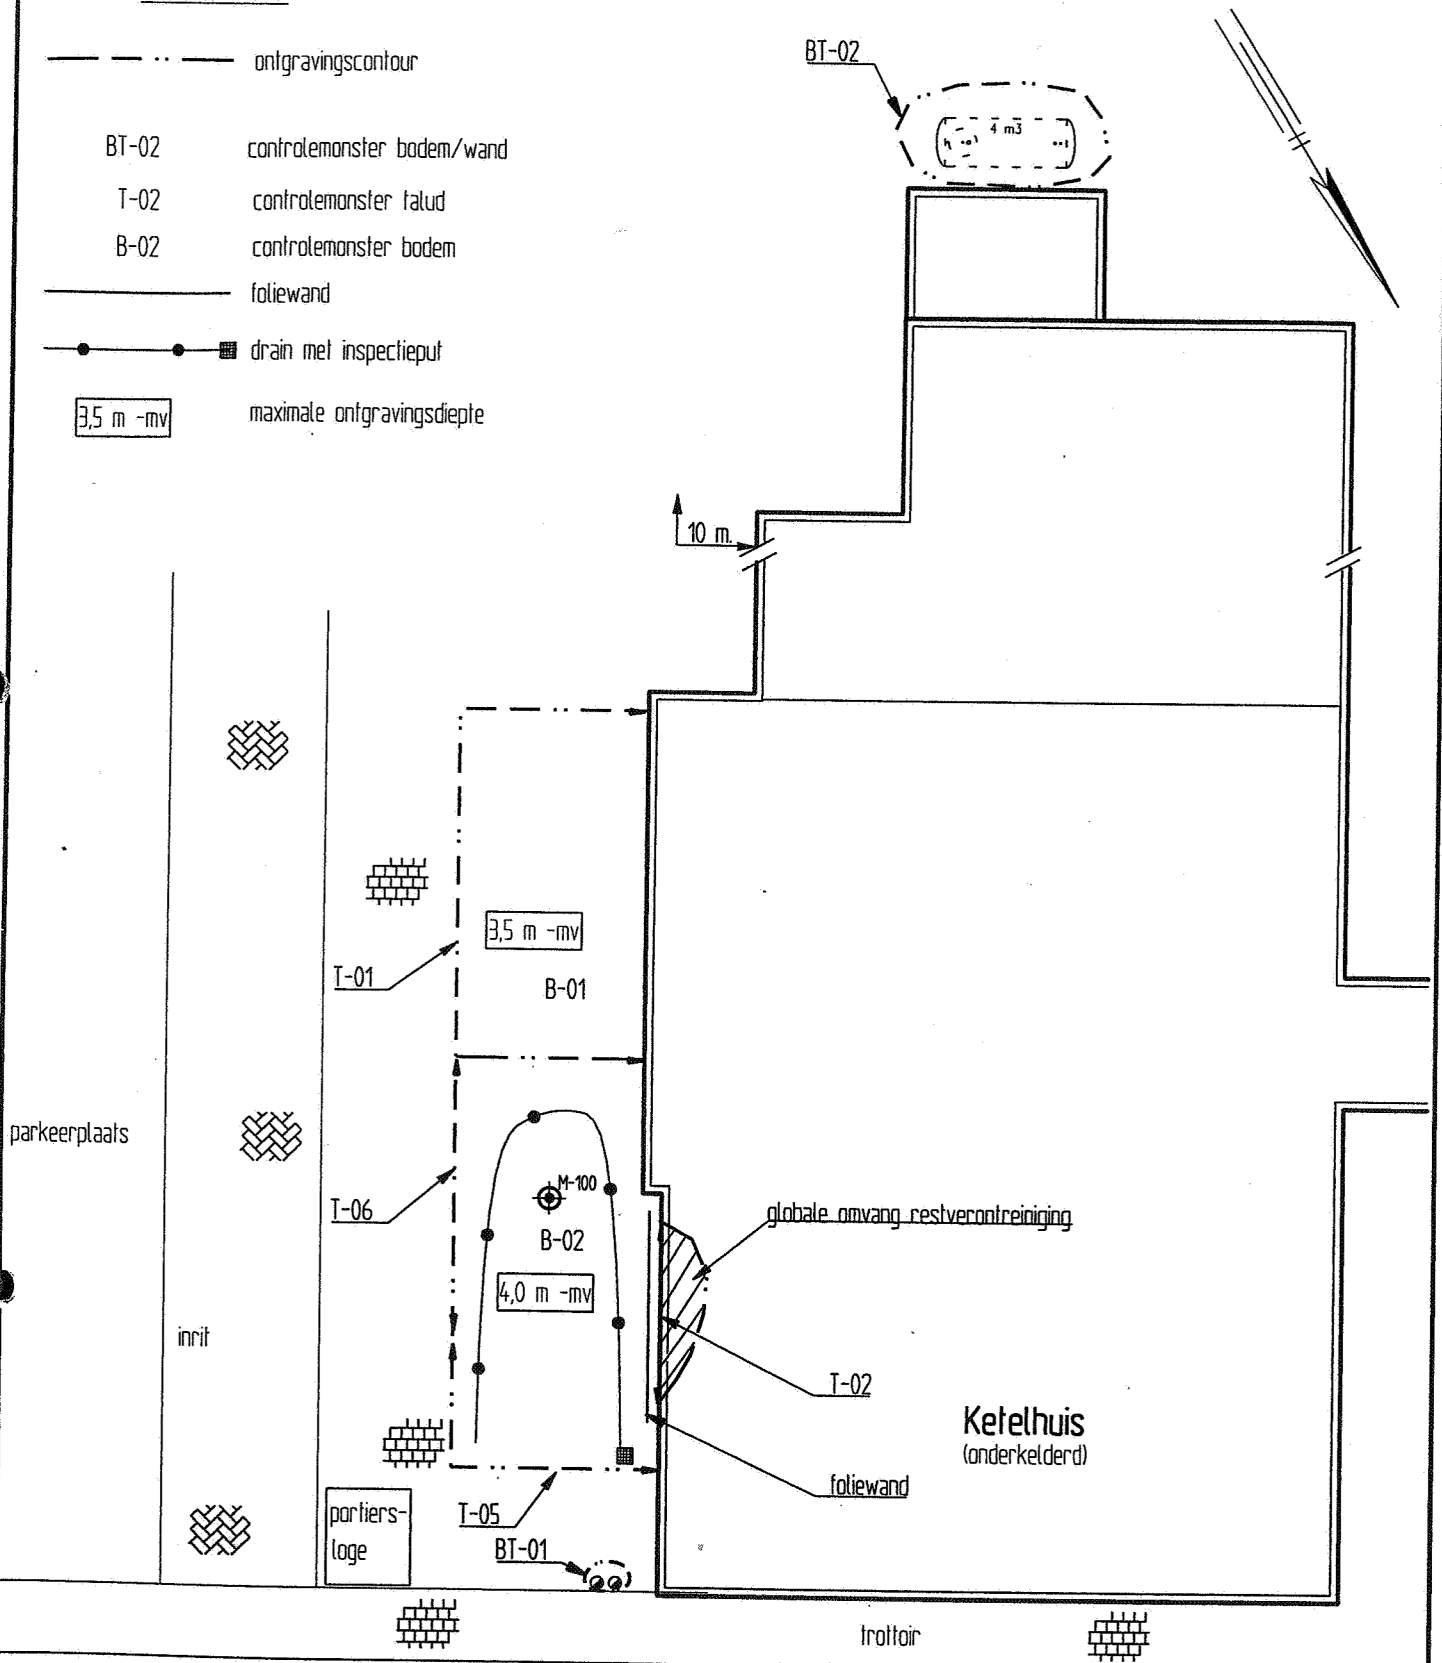 ontgravingscontour
BT-02 controlemonster bodem/wand
T-02 controlemonster talud
B-02 controlemonster bodem
foliewand
drain met inspectieput
3,5 m -mv maximale ontgravingsdiepte
BT-02
4 m3
10 m.
3,5 m -mv
T-01
B-01
parkeerplaats
M-100
T-06
globale omvang restverontreiniging
B-02
4,0 m -mv
inrit
T-02
Ketelhuis
(onderkelderd)
foliewand
T-05
portiers-
loge
BT-01
trottoir